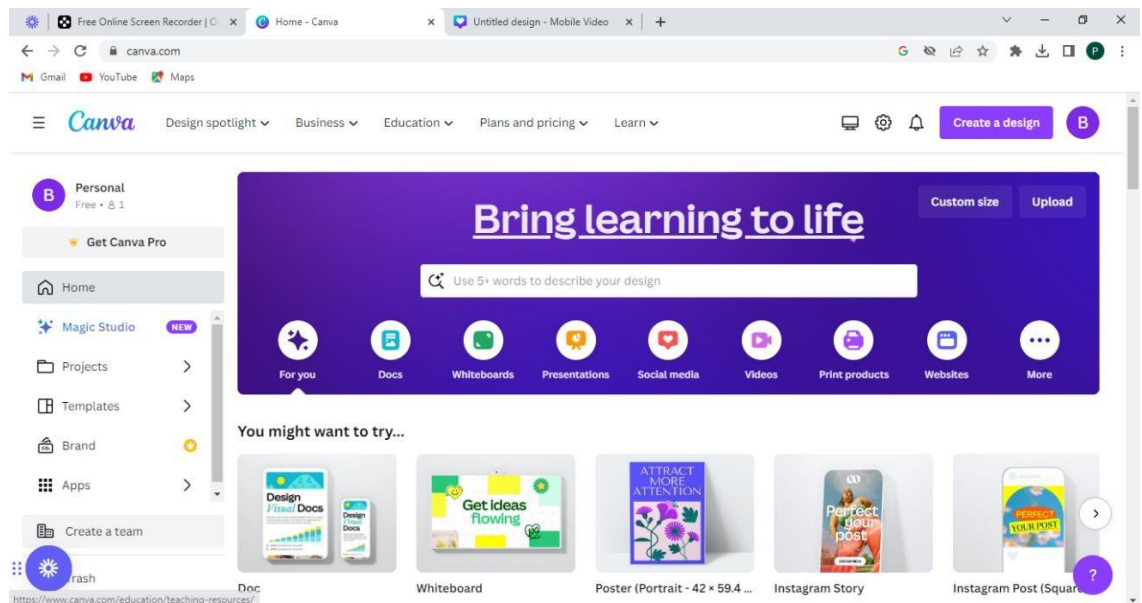 Free Online Screen Recorder | O
Home - Canva
Untitled design - Mobile Video
canva.com
G
P
Gmail
YouTube
Maps
Canva
Design spotlight
Business
Education
Plans and pricing
Learn
Create a design
B
B
Personal
Free • 1
Get Canva Pro
Home
Magic Studio
NEW
Projects
Templates
Brand
Apps
Create a team
rash
Bring learning to life
Custom size
Upload
Use 5+ words to describe your design
For you
Docs
Whiteboards
Presentations
Social media
Videos
Print products
Websites
More
You might want to try...
Design
Visual Docs
Design
Visual
Docs
Get ideas
flowing
ATTRACT
MORE
ATTENTION
Perfect
your
post
PERFECT
YOUR POST
Doc
Whiteboard
Poster (Portrait - 42 × 59.4 ...
Instagram Story
Instagram Post (Square
?
https://www.canva.com/education/teaching-resources/